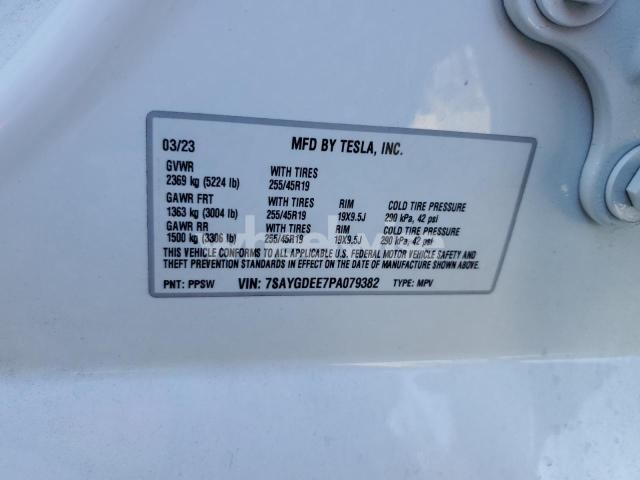 03/23 MFD BY TESLA, INC.
GVWR WITH TIRES
2369 kg (5224 lb) 255/45R19
GAWR FRT WITH TIRES RIM COLD TIRE PRESSURE
1363 kg (3004 lb) 255/45R19 19X9.5J 290 kPa, 42 psi
GAWR RR WITH TIRES RIM COLD TIRE PRESSURE
1500 kg (3306 lb) 255/45R19 19X9.5J 290 kPa, 42 psi
THIS VEHICLE CONFORMS TO ALL APPLICABLE U.S. FEDERAL MOTOR VEHICLE SAFETY AND
THEFT PREVENTION STANDARDS IN EFFECT ON THE DATE OF MANUFACTURE SHOWN ABOVE.
PNT: PPSW VIN: 7SAYGDEE7PA079382 TYPE: MPV